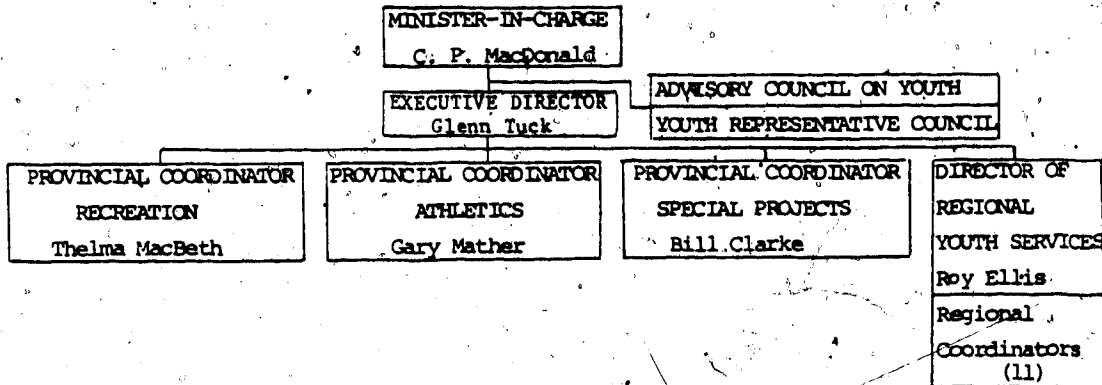 MINISTER-IN-CHARGE
C. P. MacDonald
EXECUTIVE DIRECTOR
Glenn Tuck
ADVISORY COUNCIL ON YOUTH
YOUTH REPRESENTATIVE COUNCIL
PROVINCIAL COORDINATOR
RECREATION
Thelma MacBeth
PROVINCIAL COORDINATOR
ATHLETICS
Gary Mather
PROVINCIAL COORDINATOR
SPECIAL PROJECTS
Bill Clarke
DIRECTOR OF
REGIONAL
YOUTH SERVICES
Roy Ellis
Regional
Coordinators
(11)